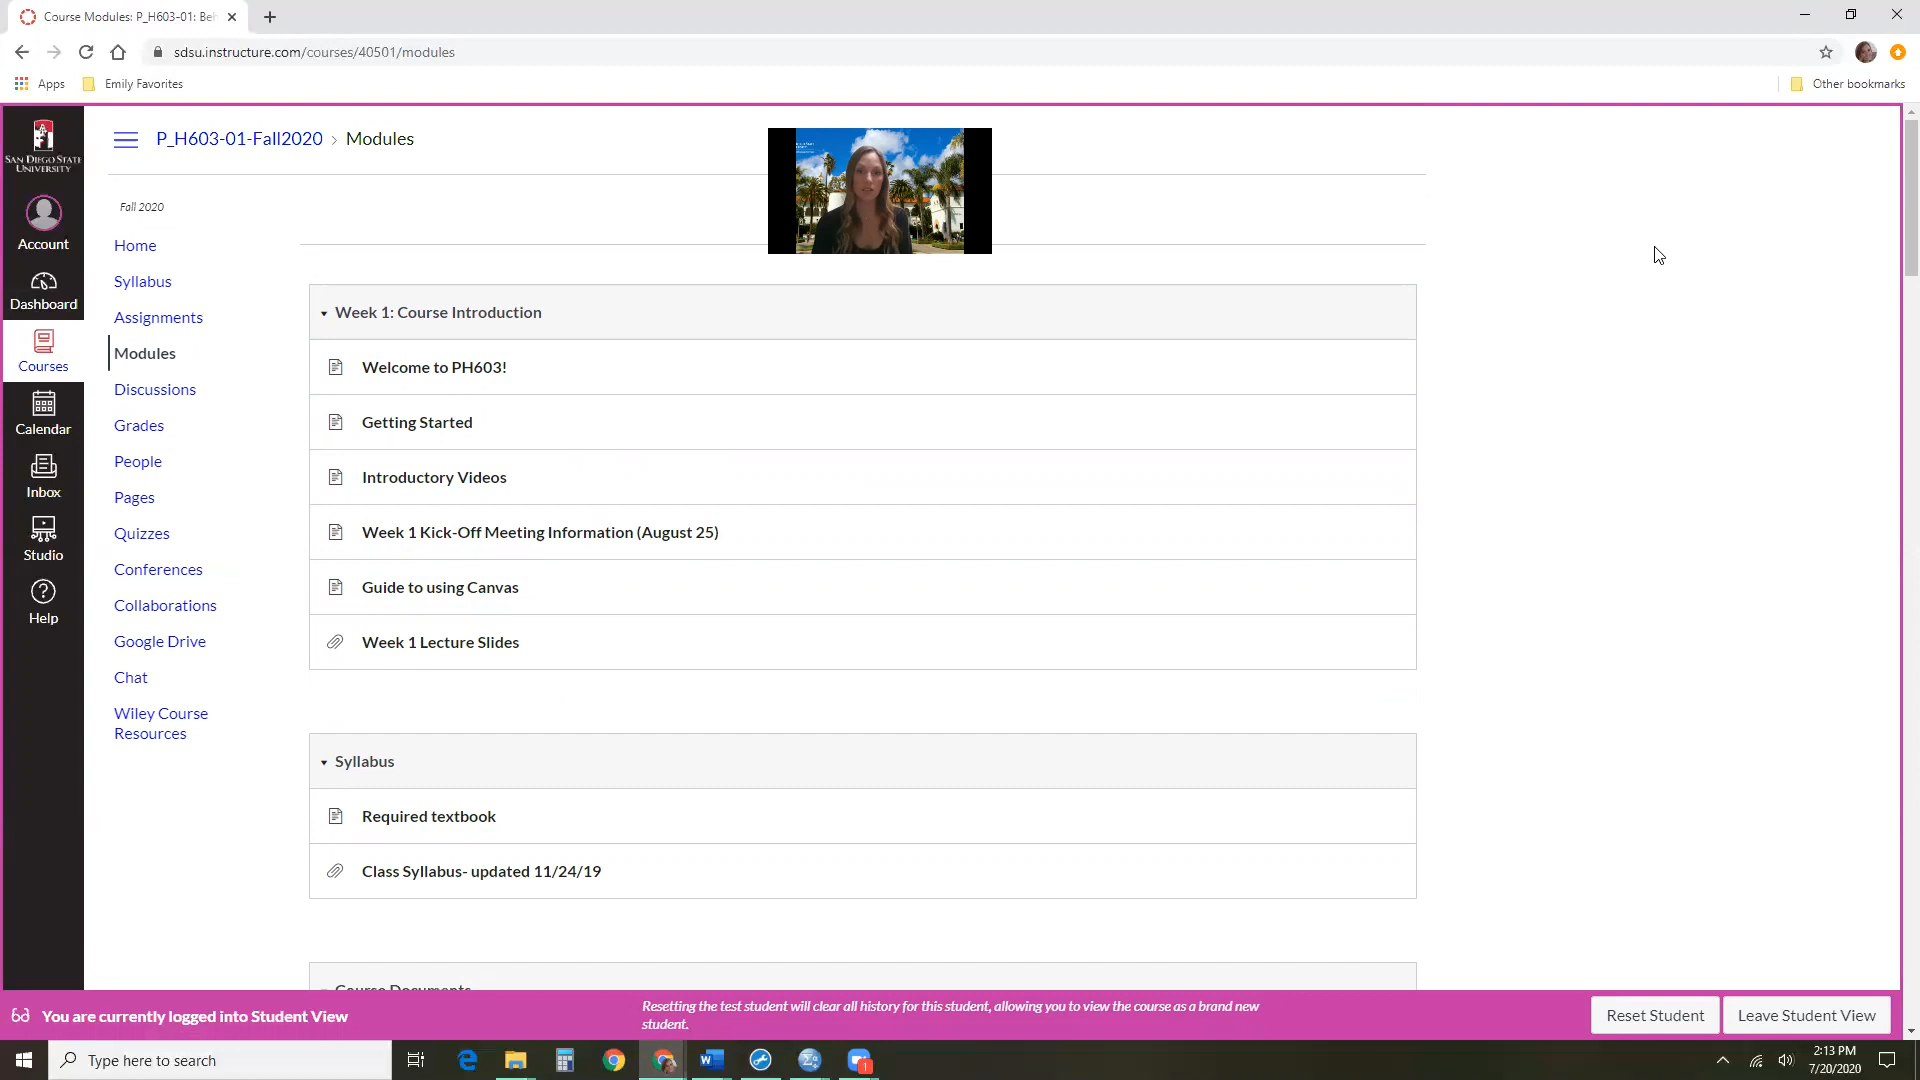 Course Modules: P_H603-01: Beh
sdsu.instructure.com/courses/40501/modules
Apps
Emily Favorites
Other bookmarks
SAN DIEGO STATE
UNIVERSITY
Account
Dashboard
Courses
Calendar
Inbox
Studio
Help
P_H603-01-Fall2020 › Modules
Fall 2020
Home
Syllabus
Assignments
Modules
Discussions
Grades
People
Pages
Quizzes
Conferences
Collaborations
Google Drive
Chat
Wiley Course
Resources
Week 1: Course Introduction
Welcome to PH603!
Getting Started
Introductory Videos
Week 1 Kick-Off Meeting Information (August 25)
Guide to using Canvas
Week 1 Lecture Slides
Syllabus
Required textbook
Class Syllabus- updated 11/24/19
Course Documents
You are currently logged into Student View
Resetting the test student will clear all history for this student, allowing you to view the course as a brand new
student.
Reset Student
Leave Student View
Type here to search
1
2:13 PM
7/20/2020